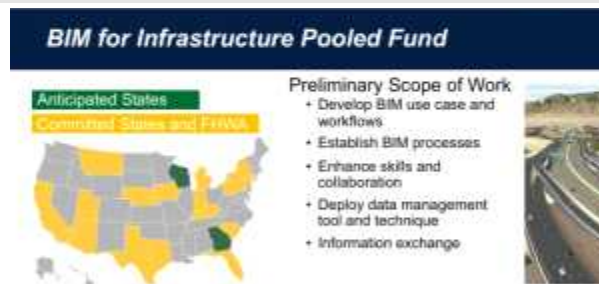 BIM for Infrastructure Pooled Fund
Anticipated States
Committed States and FHWA
Preliminary Scope of Work
• Develop BIM use case and
workflows
• Establish BIM processes
• Enhance skills and
collaboration
• Deploy data management
tool and technique
• Information exchange